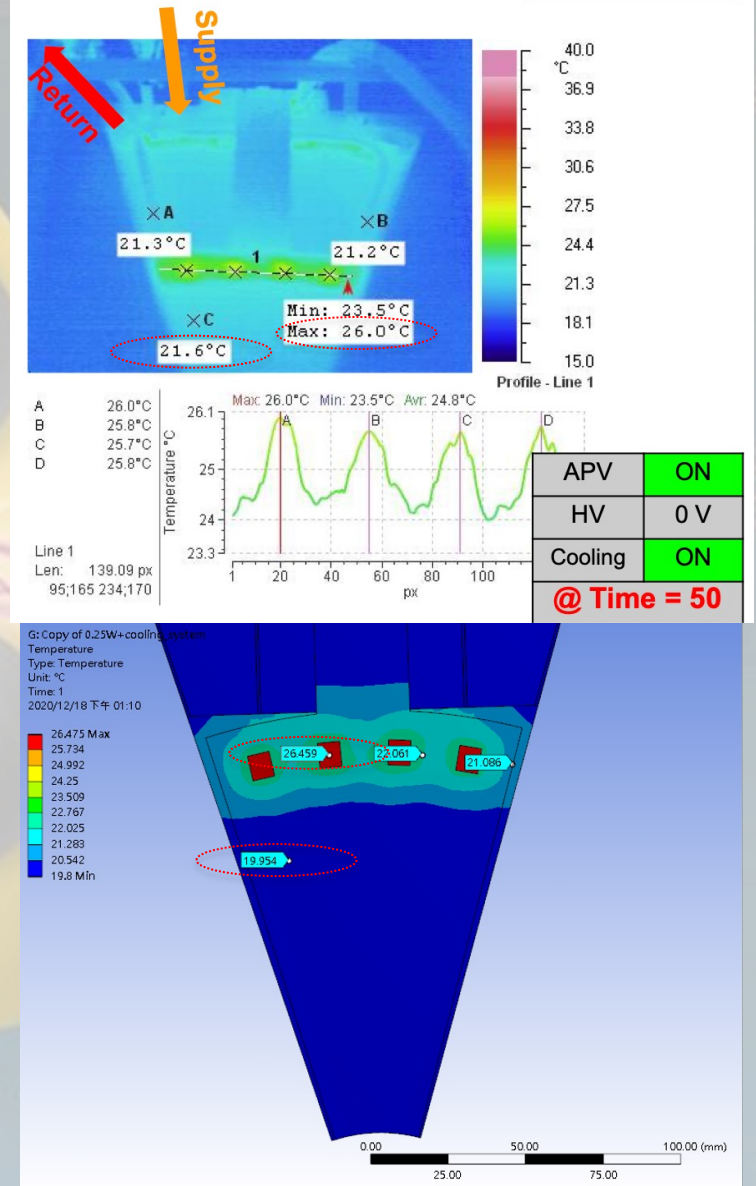 Supply
Return
A
B
21.3°C
1
21.2°C
C
Min: 23.5°C
Max: 26.0°C
21.6°C
40.0
°C
36.9
33.8
30.6
27.5
24.4
21.3
18.1
15.0
Profile - Line 1
A 26.0°C
B 25.8°C
C 25.7°C
D 25.8°C
Line 1
Len: 139.09 px
95;165 234;170
Max: 26.0°C Min: 23.5°C Avr: 24.8°C
Temperature °C
26.1
25
24
23.3
A B C D
1 20 40 60 80 100
px
APV ON
HV 0 V
Cooling ON
@ Time = 50
G: Copy of 0.25W+cooling system
Temperature
Type: Temperature
Unit: °C
Time: 1
2020/12/18 下午 01:10
26.475 Max
25.734
24.992
24.25
23.509
22.767
22.025
21.283
20.542
19.8 Min
26.459
22.061
21.086
19.954
0.00 50.00 100.00 (mm)
25.00 75.00